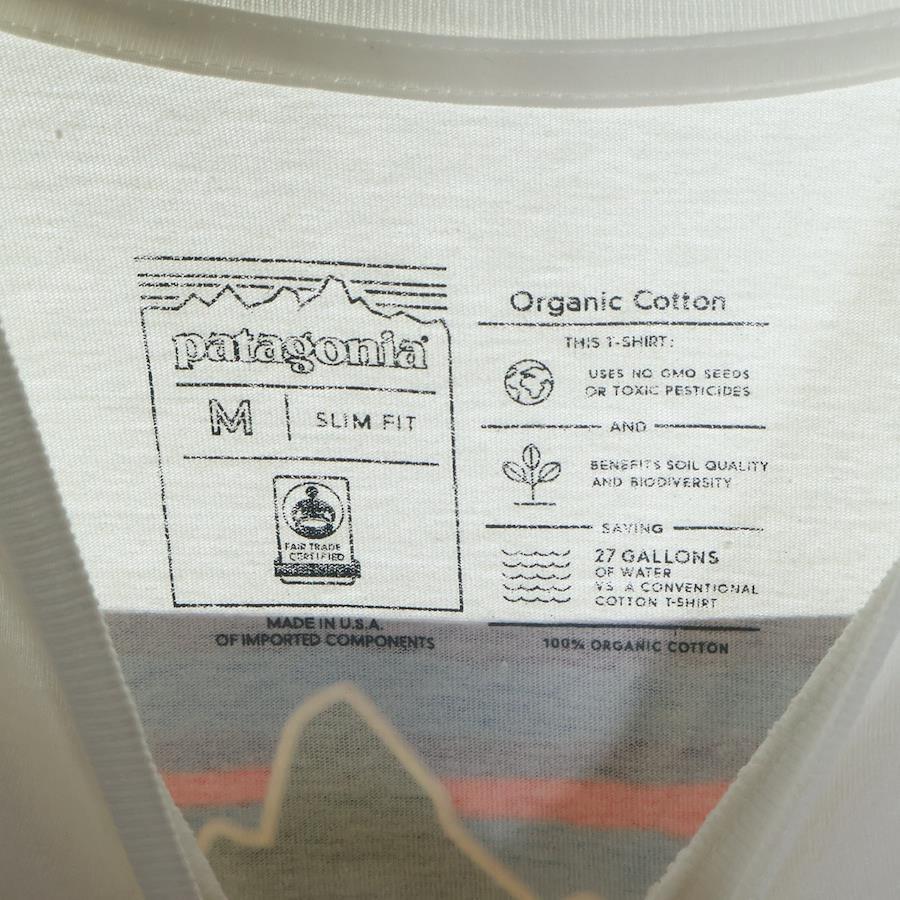 patagonia
M SLIM FIT
FAIR TRADE
CERTIFIED
MADE IN U.S.A.
OF IMPORTED COMPONENTS
Organic Cotton
THIS T-SHIRT:
USES NO GMO SEEDS
OR TOXIC PESTICIDES
AND
BENEFITS SOIL QUALITY
AND BIODIVERSITY
SAVING
27 GALLONS
OF WATER
VS. A CONVENTIONAL
COTTON T-SHIRT
100% ORGANIC COTTON